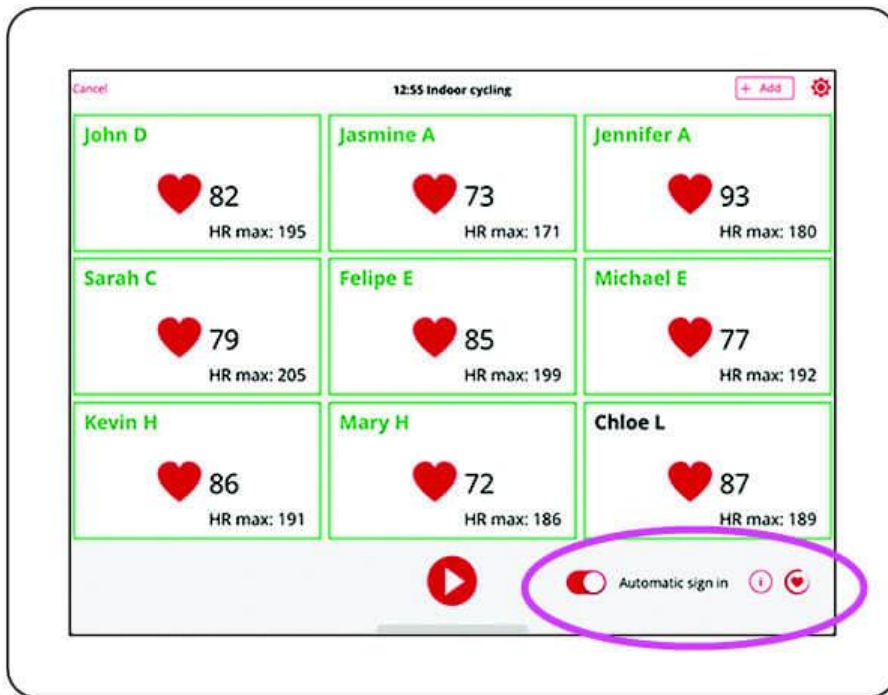 Cancel
12:55 Indoor cycling
+ Add
John D
82
HR max: 195
Jasmine A
73
HR max: 171
Jennifer A
93
HR max: 180
Sarah C
79
HR max: 205
Felipe E
85
HR max: 199
Michael E
77
HR max: 192
Kevin H
86
HR max: 191
Mary H
72
HR max: 186
Chloe L
87
HR max: 189
Automatic sign in
i